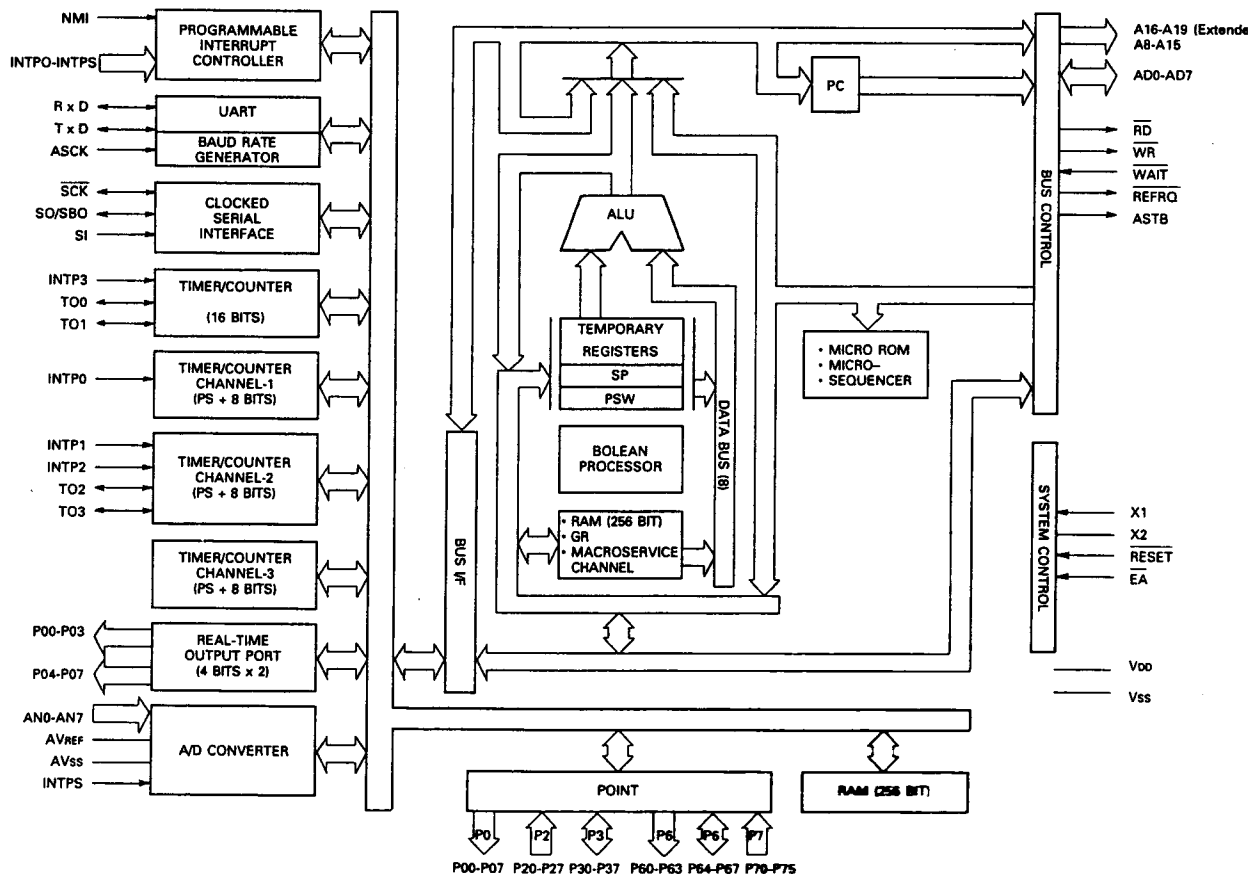 NMI
INTPO-INTPS
PROGRAMMABLE
INTERRUPT
CONTROLLER
R x D
T x D
ASCK
UART
BAUD RATE
GENERATOR
SCK
SO/SBO
SI
CLOCKED
SERIAL
INTERFACE
INTP3
TO0
TO1
TIMER/COUNTER
(16 BITS)
INTP0
TIMER/COUNTER
CHANNEL-1
(PS + 8 BITS)
INTP1
INTP2
TO2
TO3
TIMER/COUNTER
CHANNEL-2
(PS + 8 BITS)
TIMER/COUNTER
CHANNEL-3
(PS + 8 BITS)
P00-P03
P04-P07
REAL-TIME
OUTPUT PORT
(4 BITS x 2)
AN0-AN7
AVREF
AVSS
INTPS
A/D CONVERTER
BUS I/F
ALU
TEMPORARY
REGISTERS
SP
PSW
BOLEAN
PROCESSOR
• RAM (256 BIT)
• GR
• MACROSERVICE
CHANNEL
DATA BUS (8)
PC
• MICRO ROM
• MICRO–
• SEQUENCER
BUS CONTROL
A16-A19 (Extende
A8-A15
AD0-AD7
RD
WR
WAIT
REFRQ
ASTB
SYSTEM CONTROL
X1
X2
RESET
EA
VDD
VSS
POINT
RAM (256 BIT)
P0
P2
P3
P6
P6
P7
P00-P07
P20-P27
P30-P37
P60-P63
P64-P67
P70-P75